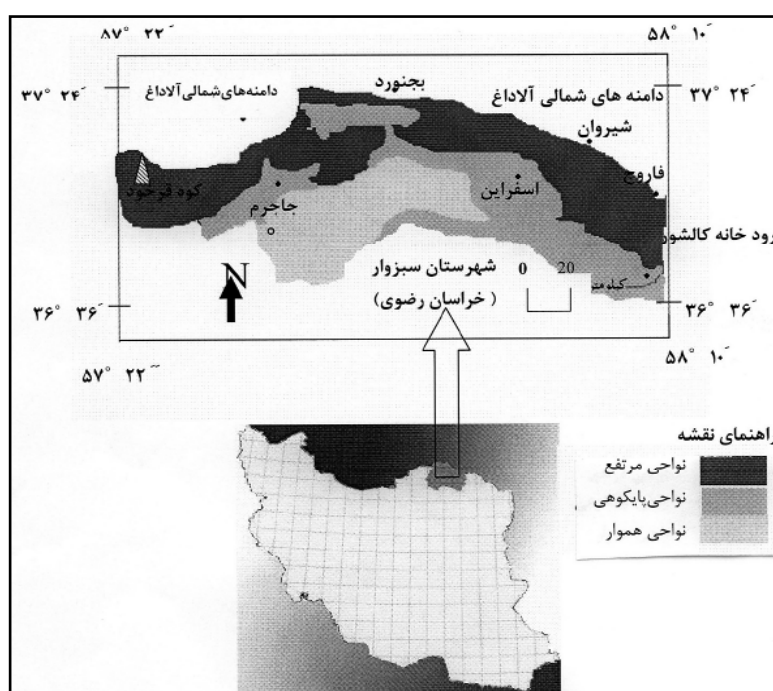 ۸۷° ۲۲´
۵۸° ۱۰´
۳۷° ۲۴´
۳۷° ۲۴´
دامنه‌های شمالی آلاداغ
بجنورد
دامنه های شمالی آلاداغ
شیروان
فاروج
کوه قرخود
جاجرم
اسفراین
رود خانه کالشور
شهرستان سبزوار
( خراسان رضوی)
0 20
کیلومتر
N
۳۶° ۳۶´
۳۶° ۳۶´
۵۷° ۲۲´
۵۸° ۱۰´
راهنمای نقشه
نواحی مرتفع
نواحی پایکوهی
نواحی هموار